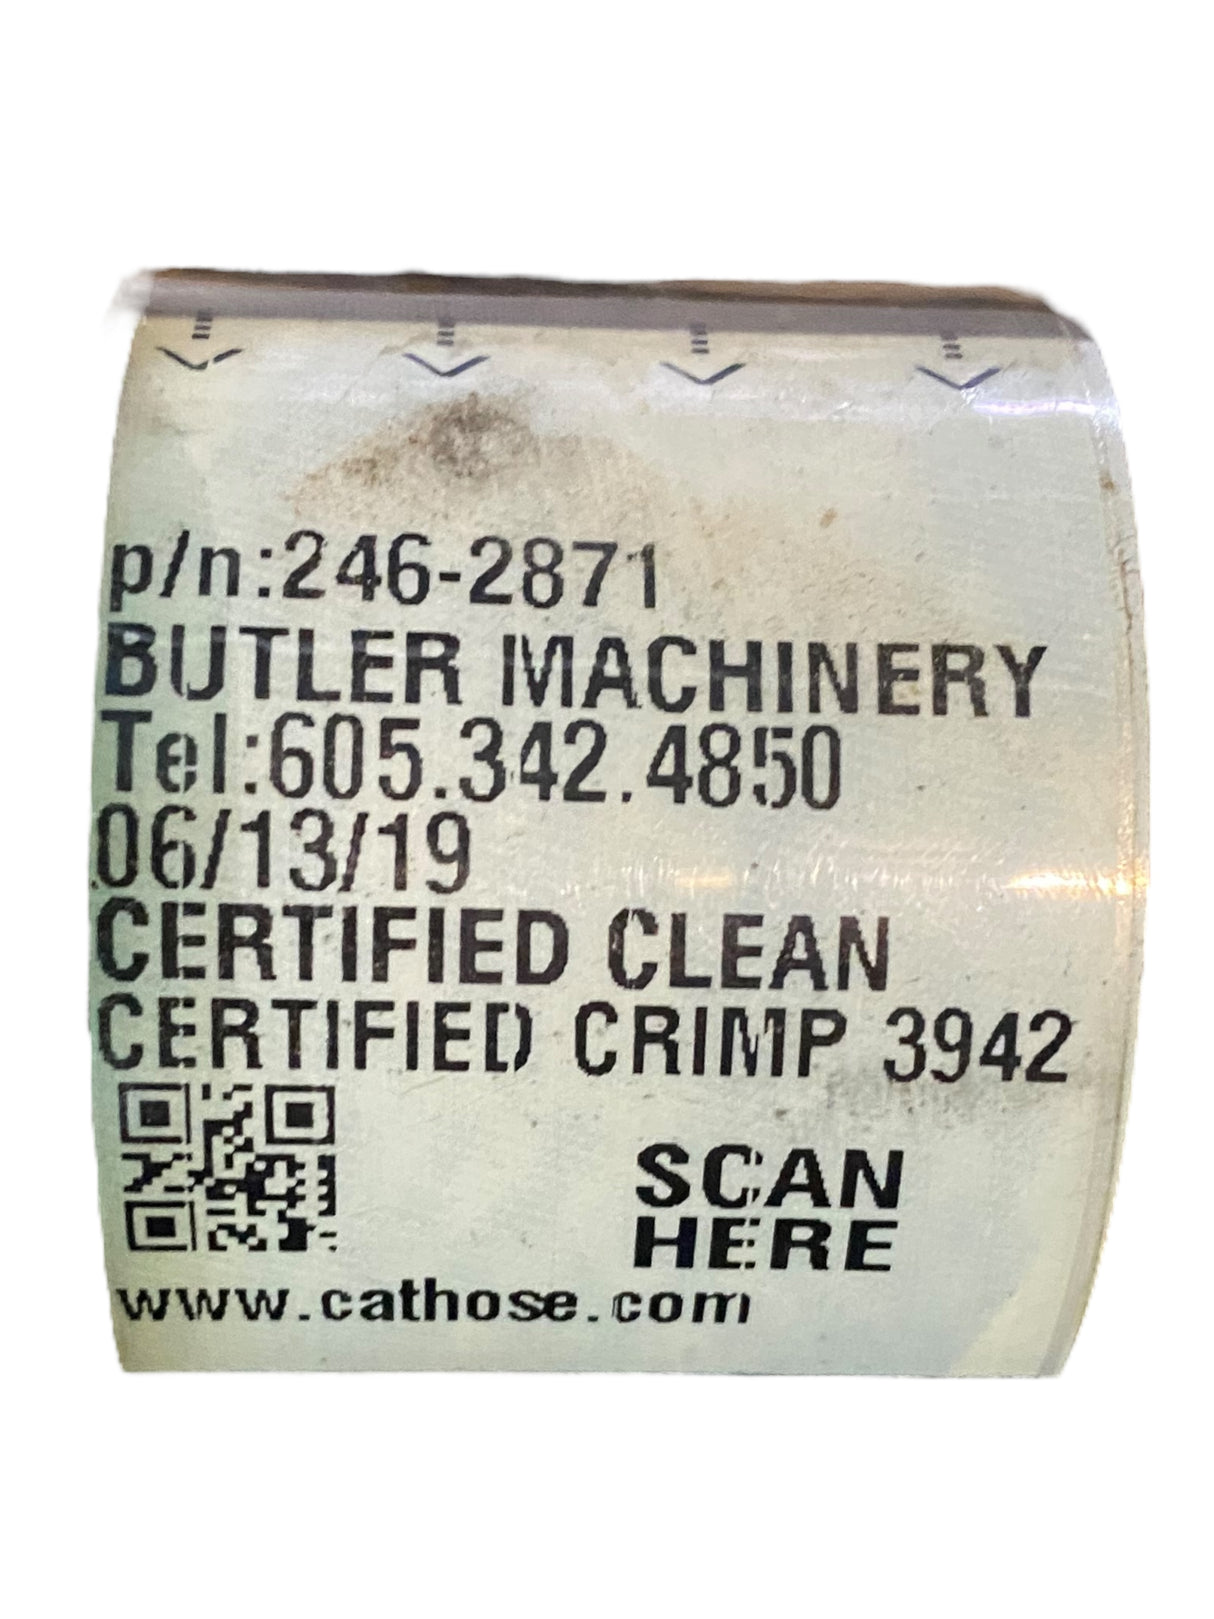 p/n:246-2871
BUTLER MACHINERY
Tel:605.342.4850
06/13/19
CERTIFIED CLEAN
CERTIFIED CRIMP 3942
SCAN
HERE
www.cathose.com